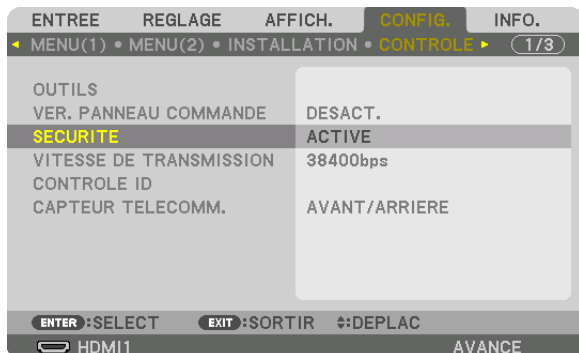 ENTREE REGLAGE AFFICH. CONFIG. INFO.
MENU(1) • MENU(2) • INSTALLATION • CONTROLE 1/3
OUTILS
VER. PANNEAU COMMANDE DESACT.
SECURITE ACTIVE
VITESSE DE TRANSMISSION 38400bps
CONTROLE ID
CAPTEUR TELECOMM. AVANT/ARRIERE
ENTER :SELECT EXIT :SORTIR :DEPLAC
HDMI1 AVANCE